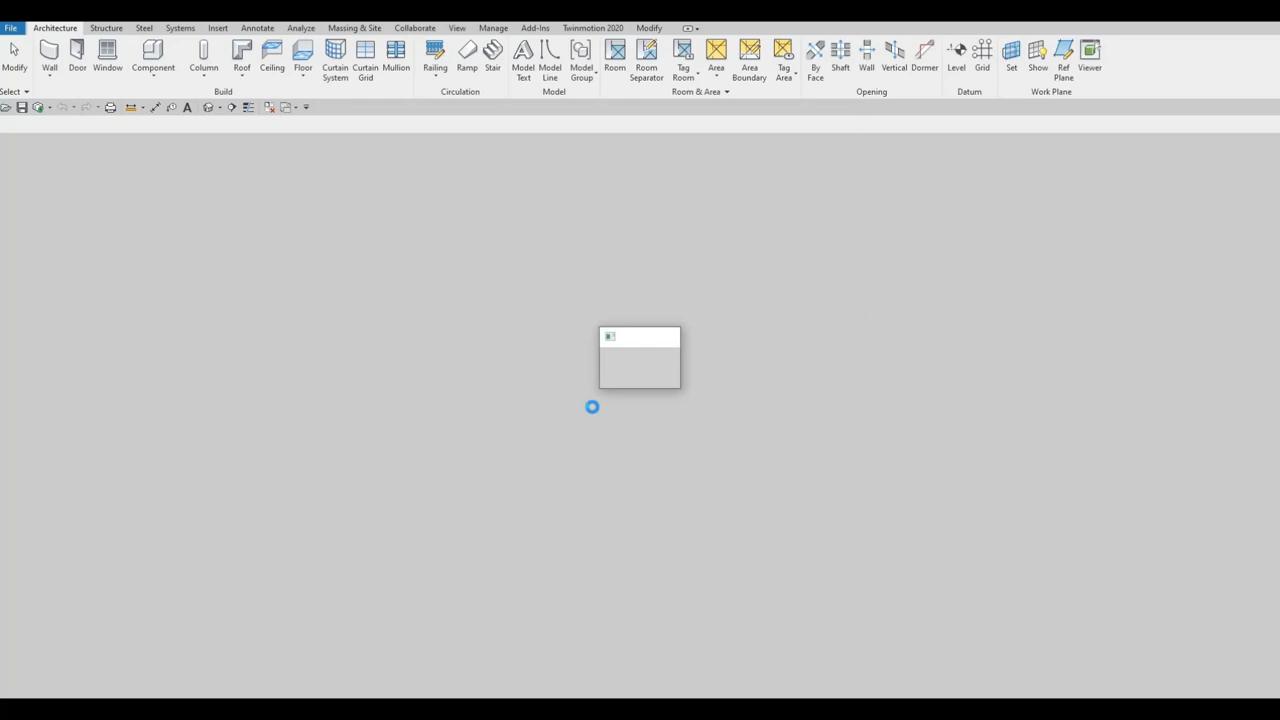 File Architecture Structure Steel Systems Insert Annotate Analyze Massing & Site Collaborate View Manage Add-Ins Twinmotion 2020 Modify
Modify Wall Door Window Component Column Roof Ceiling Floor Curtain System Curtain Grid Mullion Railing Ramp Stair Model Text Model Line Model Group Room Room Separator Tag Room Area Area Boundary Tag Area By Face Shaft Wall Vertical Dormer Level Grid Set Show Ref Plane Viewer
Select Build Circulation Model Room & Area Opening Datum Work Plane
A